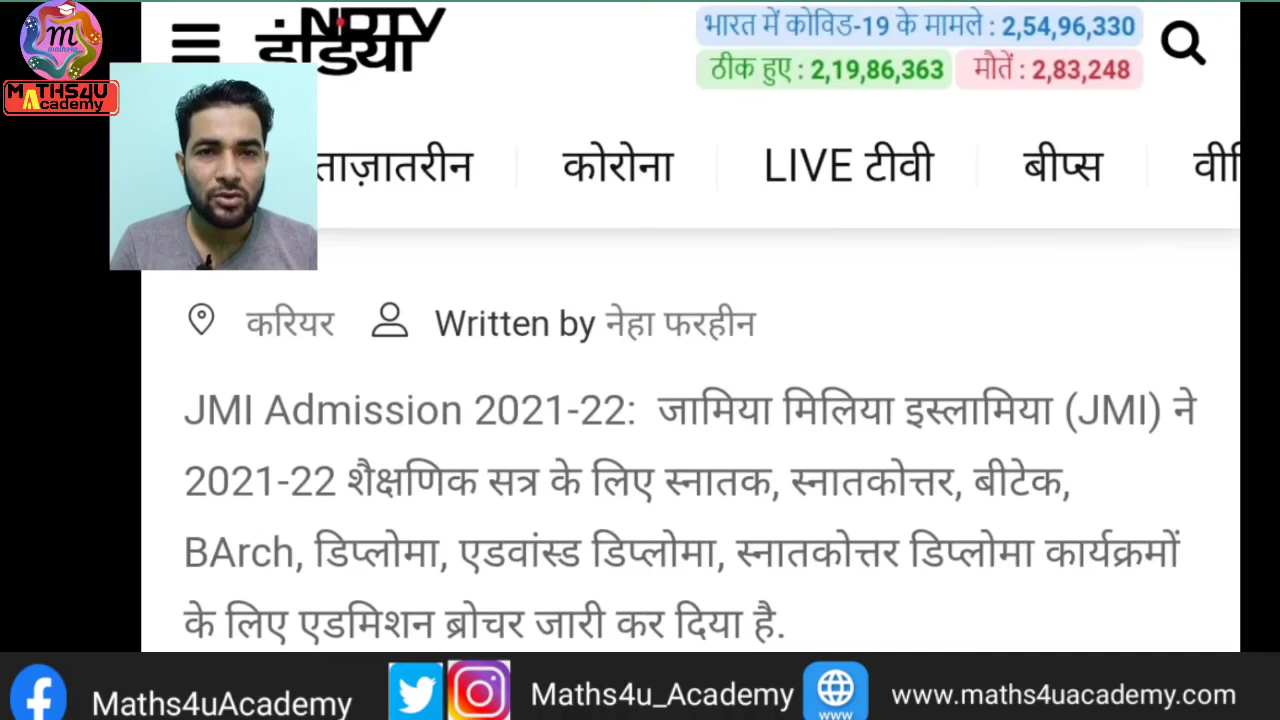 m
maths4u
MATHS4U
Academy
NDTV
इंडिया
भारत में कोविड-19 के मामले : 2,54,96,330
ठीक हुए : 2,19,86,363 मौतें : 2,83,248
ताज़ातरीन कोरोना LIVE टीवी बीप्स वी
करियर Written by नेहा फरहीन
JMI Admission 2021-22: जामिया मिलिया इस्लामिया (JMI) ने
2021-22 शैक्षणिक सत्र के लिए स्नातक, स्नातकोत्तर, बीटेक,
BArch, डिप्लोमा, एडवांस्ड डिप्लोमा, स्नातकोत्तर डिप्लोमा कार्यक्रमों
के लिए एडमिशन ब्रोचर जारी कर दिया है.
Maths4uAcademy Maths4u_Academy www.maths4uacademy.com
WWW